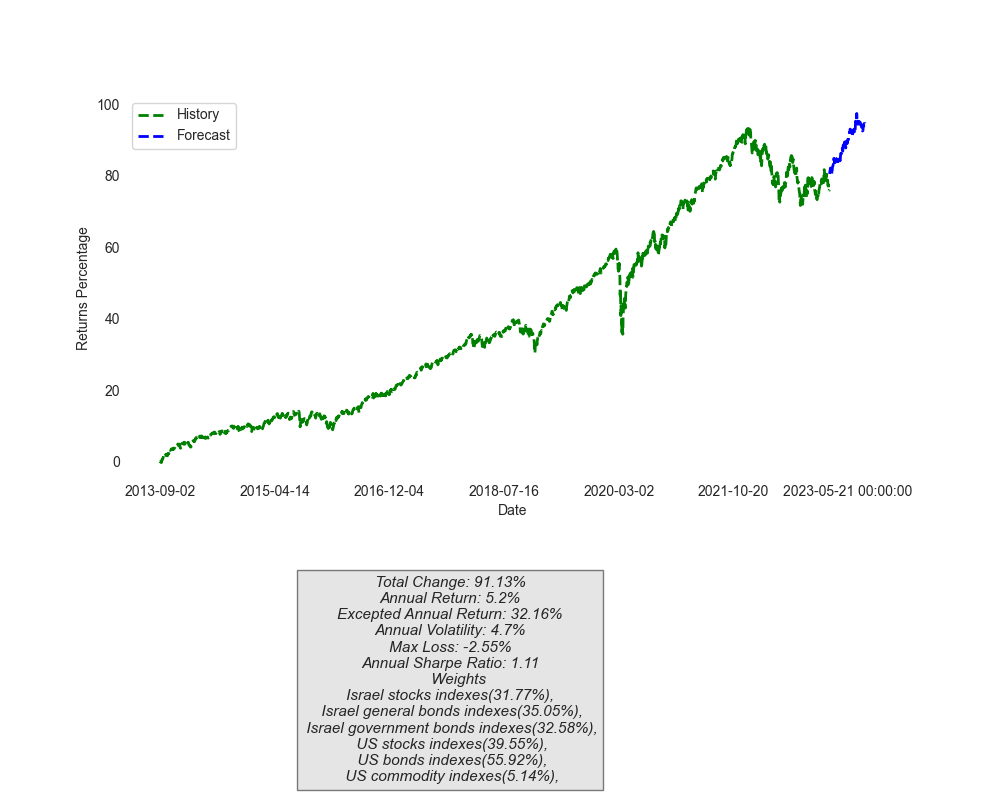 100
80
60
40
20
0
Returns Percentage
History
Forecast
2013-09-02 2015-04-14 2016-12-04 2018-07-16 2020-03-02 2021-10-20 2023-05-21 00:00:00
Date
Total Change: 91.13%
Annual Return: 5.2%
Excepted Annual Return: 32.16%
Annual Volatility: 4.7%
Max Loss: -2.55%
Annual Sharpe Ratio: 1.11
Weights
Israel stocks indexes(31.77%),
Israel general bonds indexes(35.05%),
Israel government bonds indexes(32.58%),
US stocks indexes(39.55%),
US bonds indexes(55.92%),
US commodity indexes(5.14%),